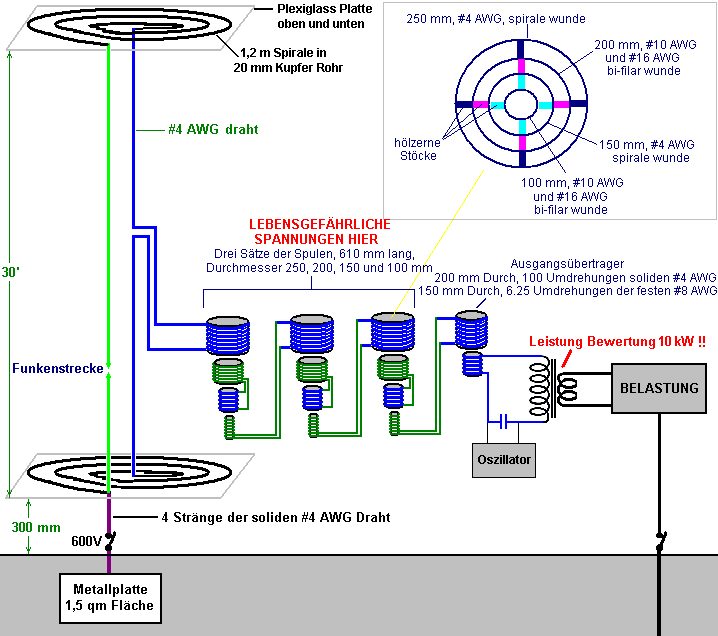 Plexiglass Platte
oben und unten
1,2 m Spirale in
20 mm Kupfer Rohr
#4 AWG draht
250 mm, #4 AWG, spirale wunde
200 mm, #10 AWG
und #16 AWG
bi-filar wunde
hölzerne
Stöcke
150 mm, #4 AWG
spirale wunde
100 mm, #10 AWG
und #16 AWG
bi-filar wunde
LEBENSGEFÄHRLICHE
SPANNUNGEN HIER
Drei Sätze der Spulen, 610 mm lang,
Durchmesser 250, 200, 150 und 100 mm
Ausgangsübertrager
200 mm Durch, 100 Umdrehungen soliden #4 AWG
150 mm Durch, 6.25 Umdrehungen der festen #8 AWG
30'
Funkenstrecke
Leistung Bewertung 10 kW !!
BELASTUNG
Oszillator
4 Stränge der soliden #4 AWG Draht
300 mm
600V
Metallplatte
1,5 qm Fläche